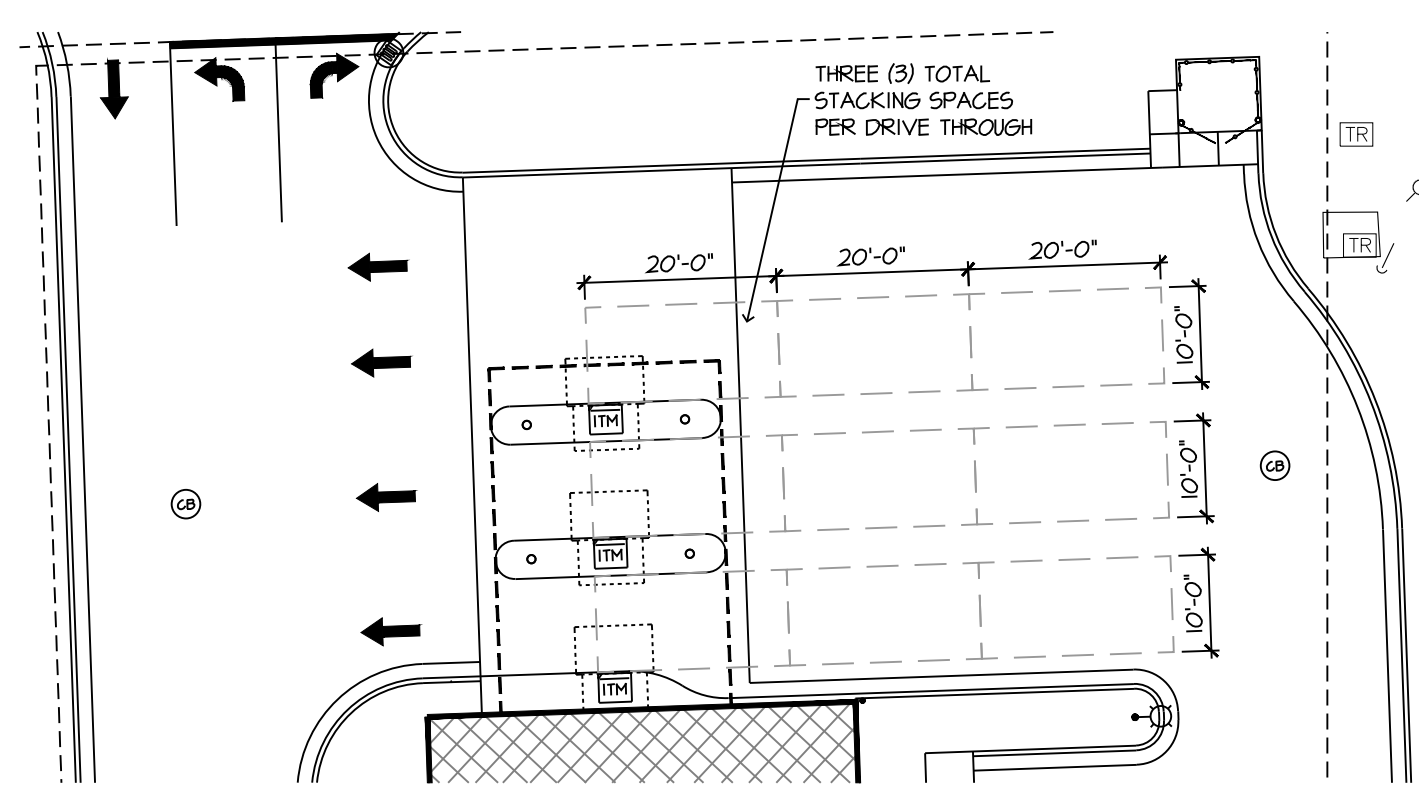 THREE (3) TOTAL
STACKING SPACES
PER DRIVE THROUGH
TR
TR
20'-0" 20'-0" 20'-0"
10'-0"
ITM
CB
10'-0"
CB
ITM
10'-0"
ITM